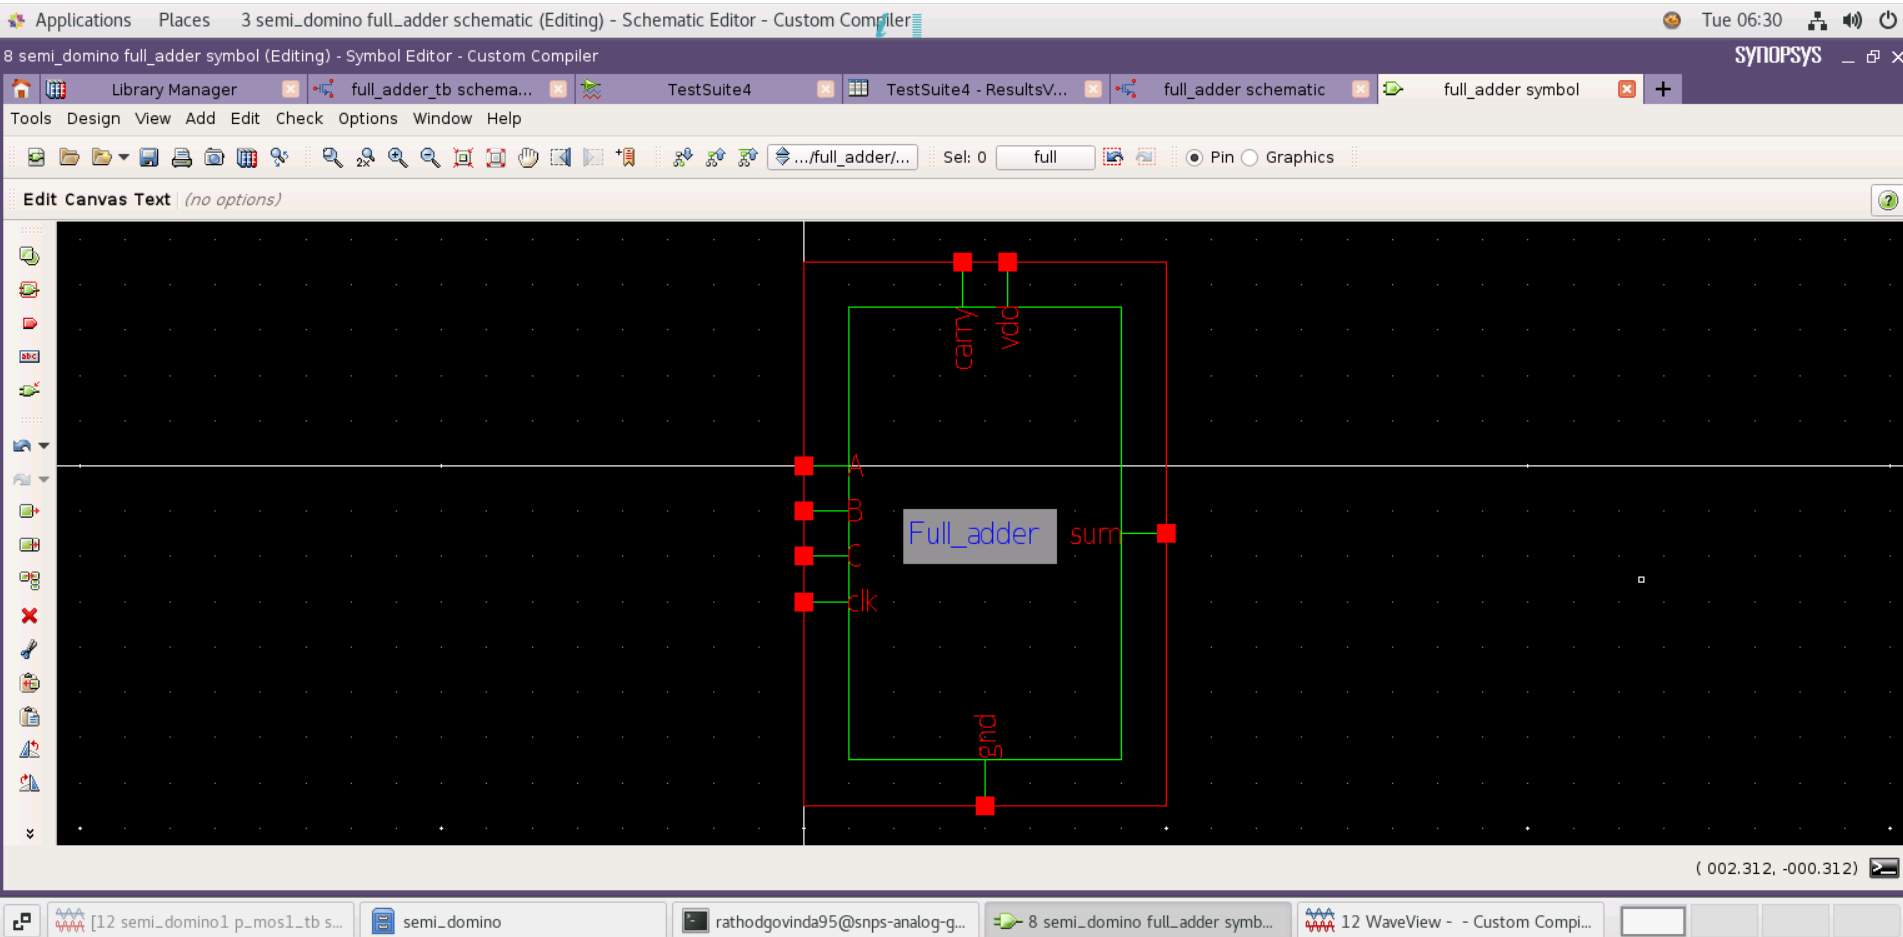 Applications Places 3 semi_domino full_adder schematic (Editing) - Schematic Editor - Custom Compiler Tue 06:30
8 semi_domino full_adder symbol (Editing) - Symbol Editor - Custom Compiler SYNOPSYS
Library Manager full_adder_tb schema... TestSuite4 TestSuite4 - ResultsV... full_adder schematic full_adder symbol
Tools Design View Add Edit Check Options Window Help
2X .../full_adder/... Sel: 0 full Pin Graphics
Edit Canvas Text (no options)
abc
carry
A
B
Full_adder sum
C
clk
gnd
( 002.312, -000.312)
[12 semi_domino1 p_mos1_tb s... semi_domino rathodgovinda95@snps-analog-g... 8 semi_domino full_adder symb... 12 WaveView - - Custom Compi...